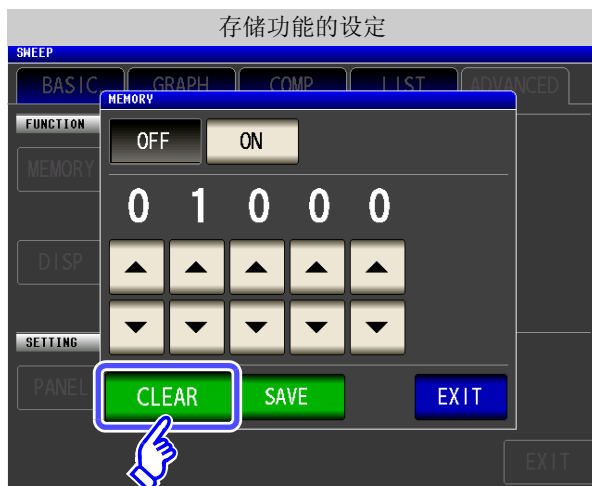 存储功能的设定
SWEEP
BASIC GRAPH COMP LIST ADVANCED
MEMORY
FUNCTION
OFF ON
MEMORY
0 1 0 0 0
DISP
SETTING
PANEL
CLEAR SAVE EXIT
EXIT